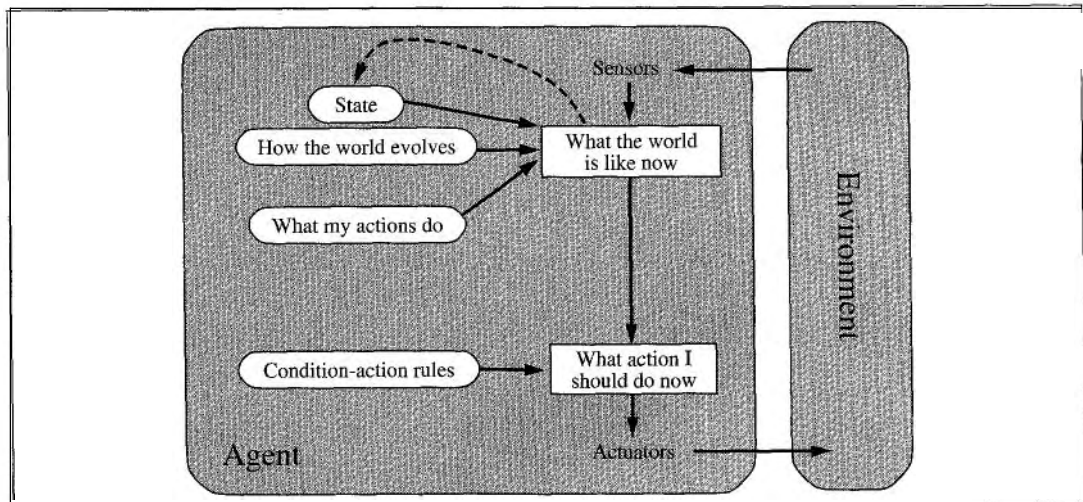 Sensors
State
How the world evolves
What the world
is like now
What my actions do
Condition-action rules
What action I
should do now
Agent
Actuators
Environment